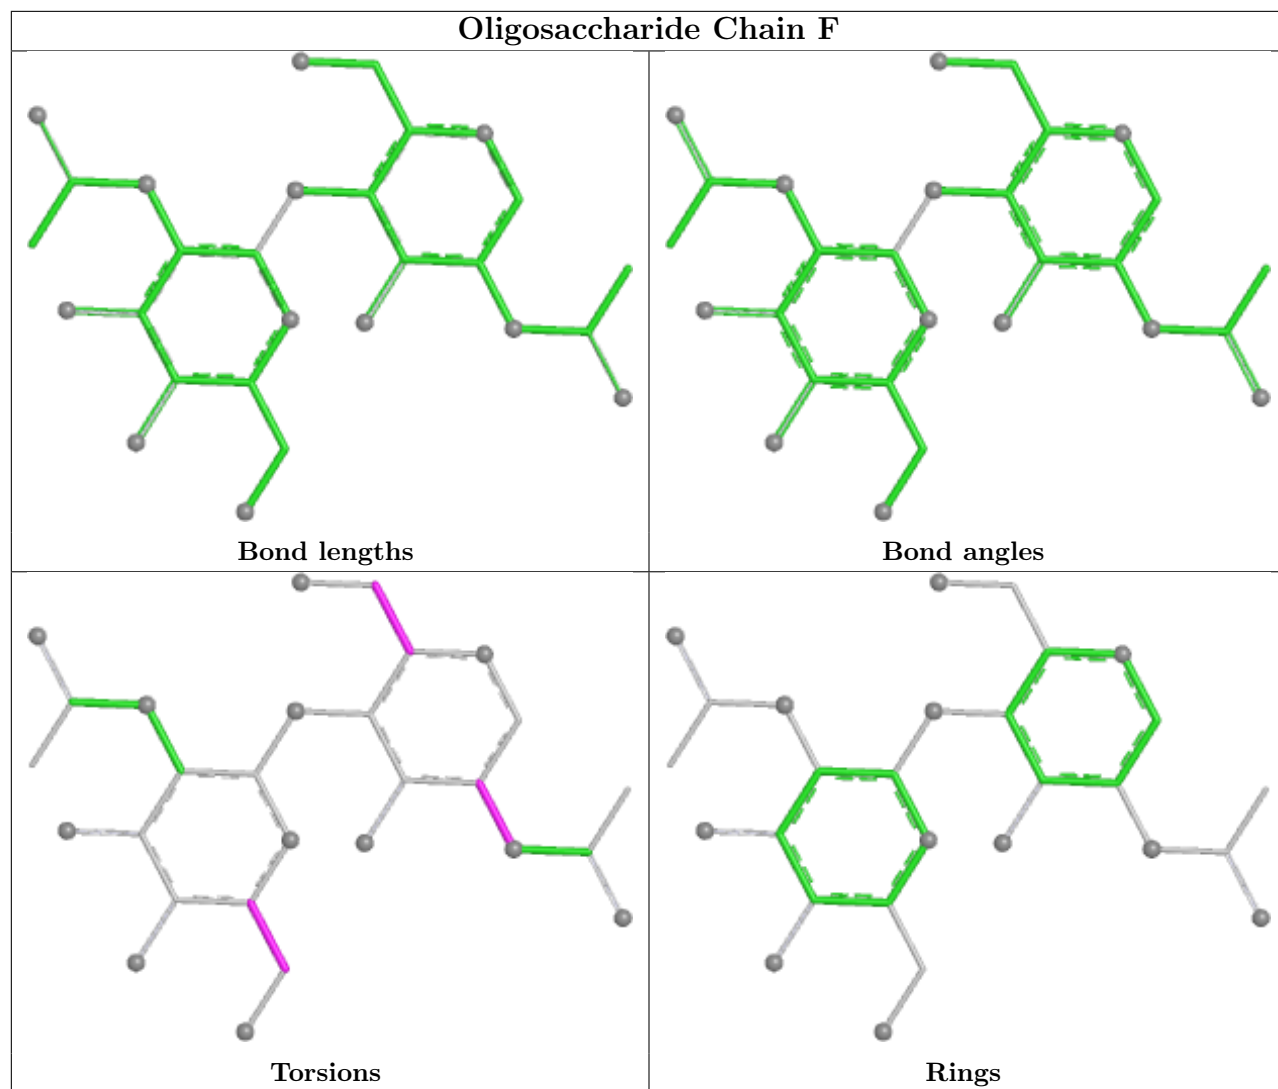 Oligosaccharide Chain F
Bond lengths
Bond angles
Torsions
Rings